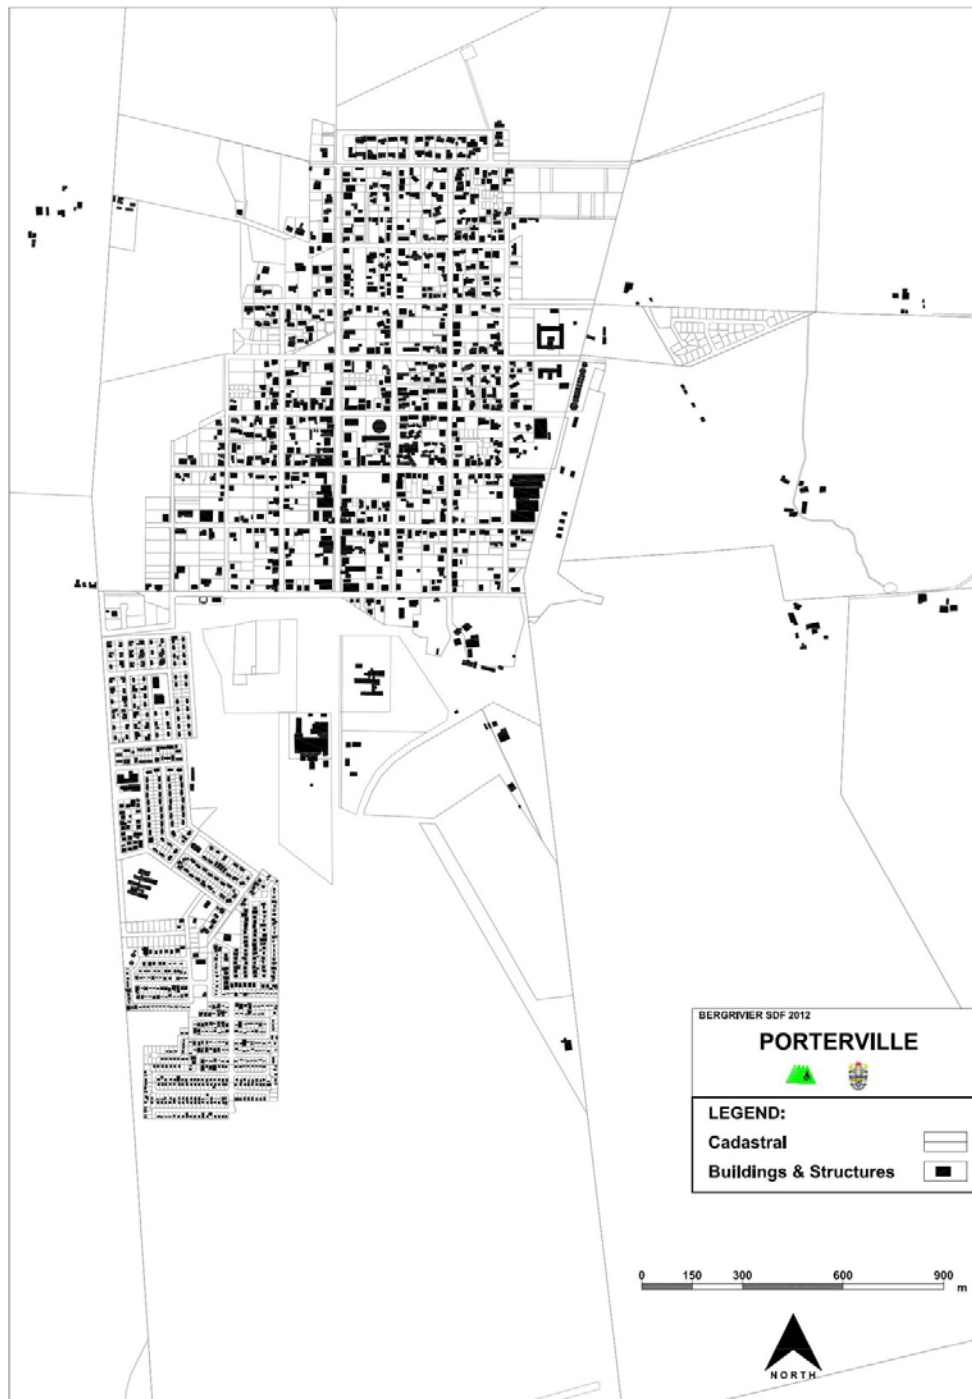 BERGRIVIER SDF 2012
PORTERVILLE
LEGEND:
Cadastral
Buildings & Structures
0 150 300 600 900
m
NORTH